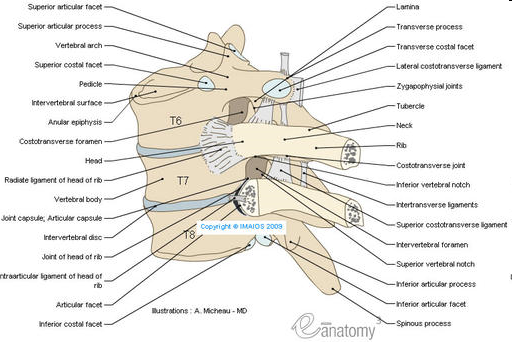 Superior articular facet
Superior articular process
Vertebral arch
Superior costal facet
Pedicle
Intervertebral surface
Anular epiphysis
Costotransverse foramen
Head
Radiate ligament of head of rib
Vertebral body
Joint capsule; Articular capsule
Intervertebral disc
Joint of head of rib
ntraarticular ligament of head of
rib
Articular facet
Inferior costal facet
T6
T7
T8
Copyright © IMAIOS 2009
Illustrations : A. Micheau - MD
Lamina
Transverse process
Transverse costal facet
Lateral costotransverse ligament
Zygapophysial joints
Tubercle
Neck
Rib
Costotransverse joint
Inferior vertebral notch
Intertransverse ligaments
Superior costotransverse ligament
Intervertebral foramen
Superior vertebral notch
Inferior articular process
Inferior articular facet
Spinous process
e-anatomy